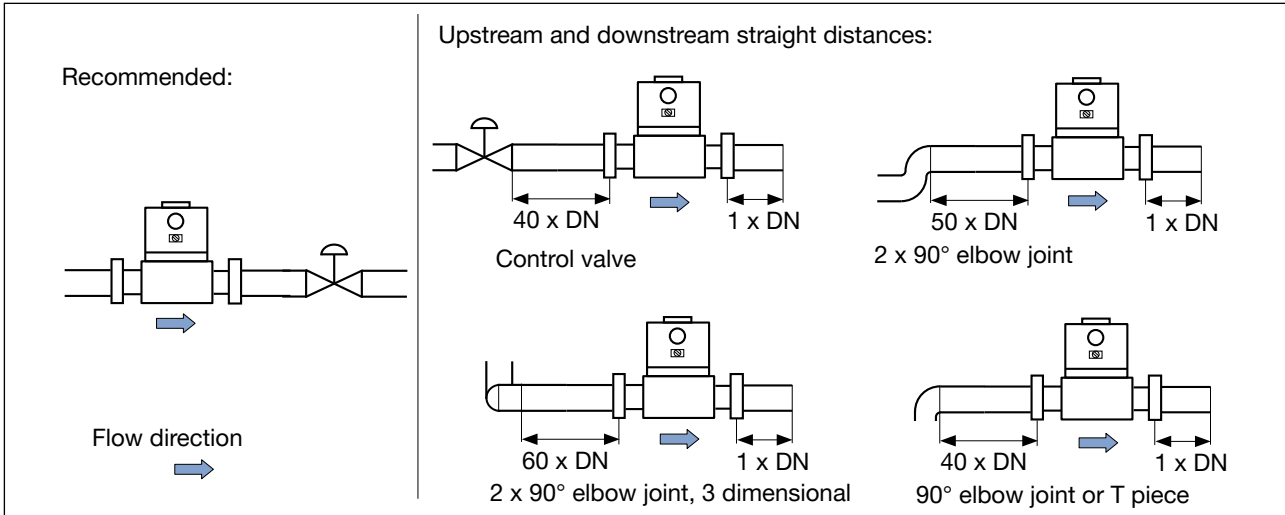 Upstream and downstream straight distances:
Recommended:
40 x DN
1 x DN
Control valve
50 x DN
1 x DN
2 x 90° elbow joint
60 x DN
1 x DN
2 x 90° elbow joint, 3 dimensional
40 x DN
1 x DN
90° elbow joint or T piece
Flow direction